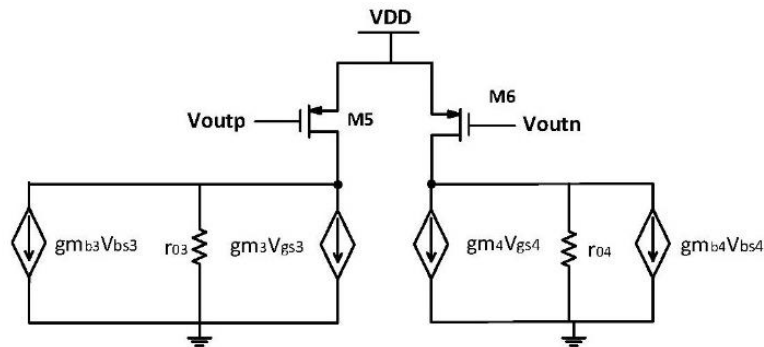 VDD
Voutp
M5
M6
Voutn
gmb3Vbs3
r03
gm3Vgs3
gm4Vgs4
r04
gmb4Vbs4